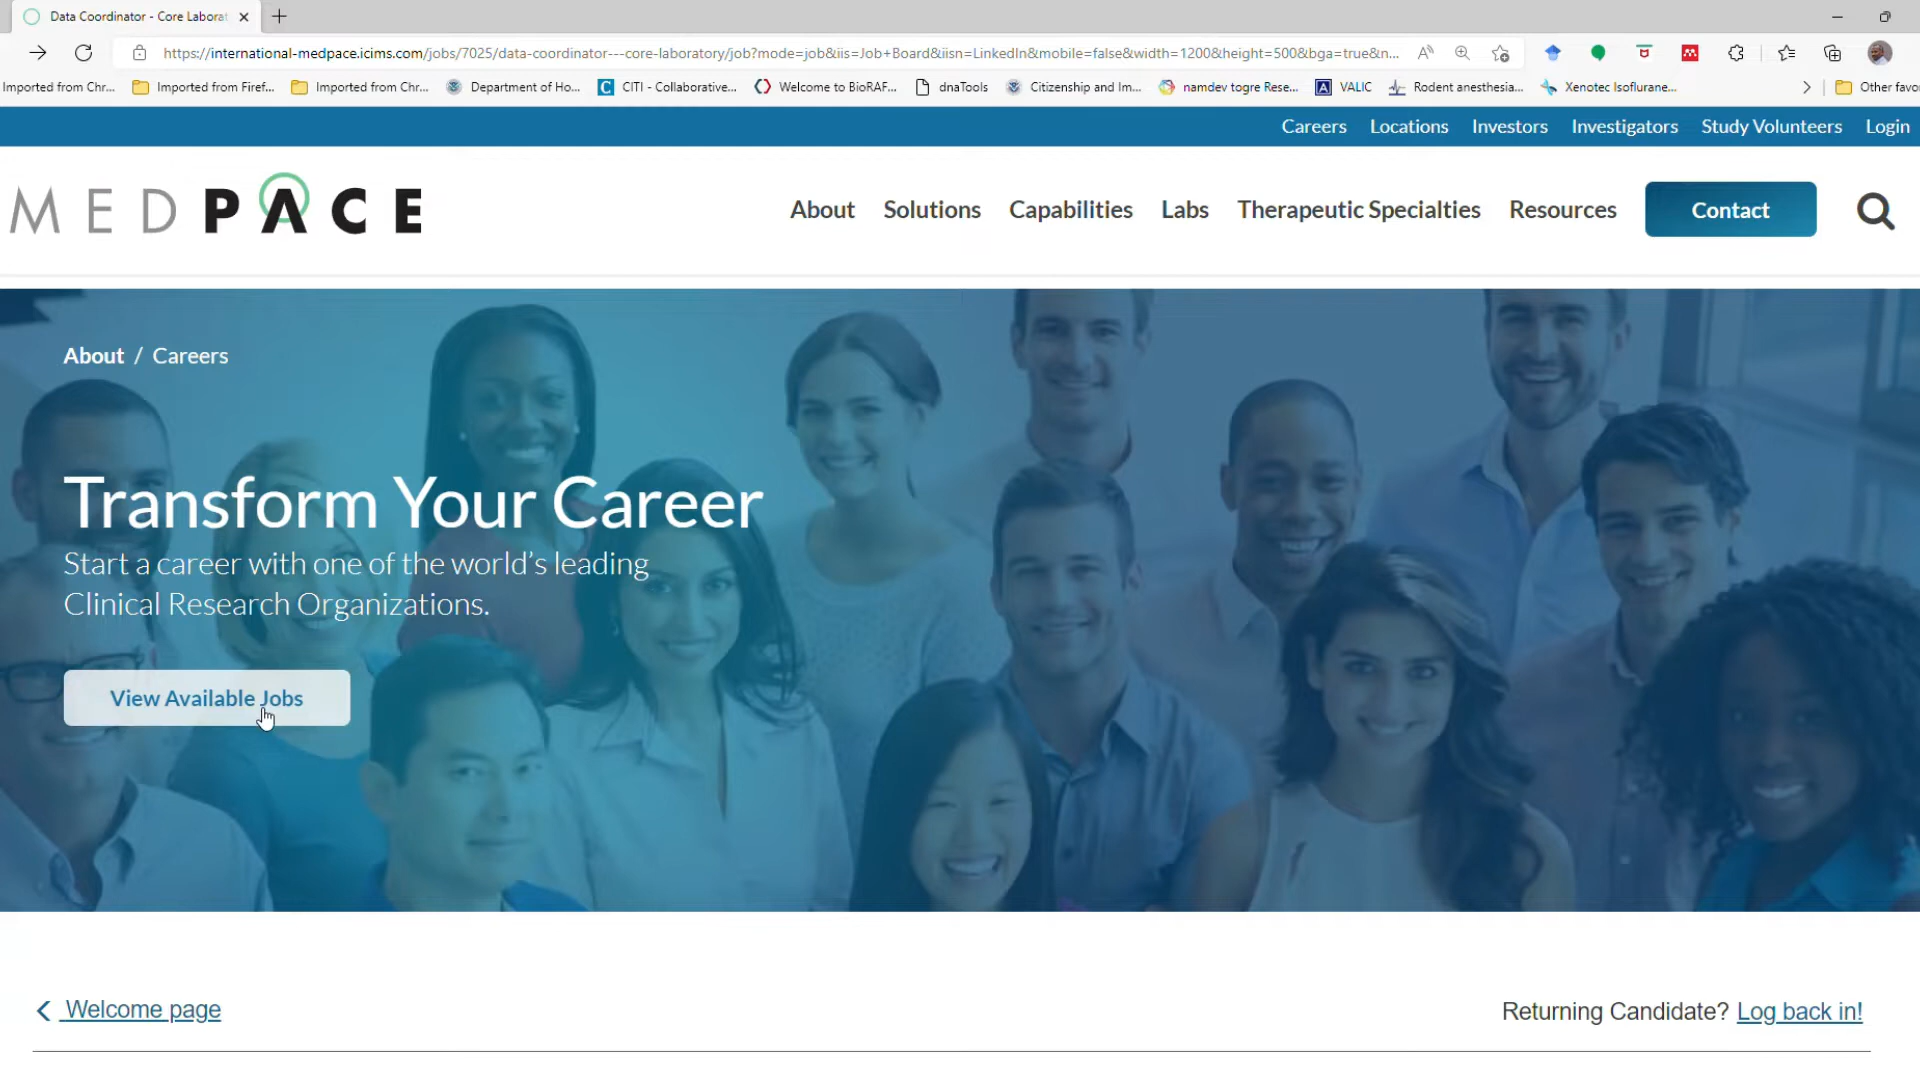 Data Coordinator - Core Laborat
https://international-medpace.icims.com/jobs/7025/data-coordinator---core-laboratory/job?mode=job&iis=Job+Board&iisn=LinkedIn&mobile=false&width=1200&height=500&bga=true&n...
Imported from Chr... Imported from Firef... Imported from Chr... Department of Ho... CITI - Collaborative... Welcome to BioRAF... dnaTools Citizenship and Im... namdev togre Rese... VALIC Rodent anesthesia... Xenotec Isoflurane... Other favo
Careers Locations Investors Investigators Study Volunteers Login
MEDPACE
About Solutions Capabilities Labs Therapeutic Specialties Resources Contact
About / Careers
Transform Your Career
Start a career with one of the world's leading
Clinical Research Organizations.
View Available Jobs
Welcome page
Returning Candidate? Log back in!